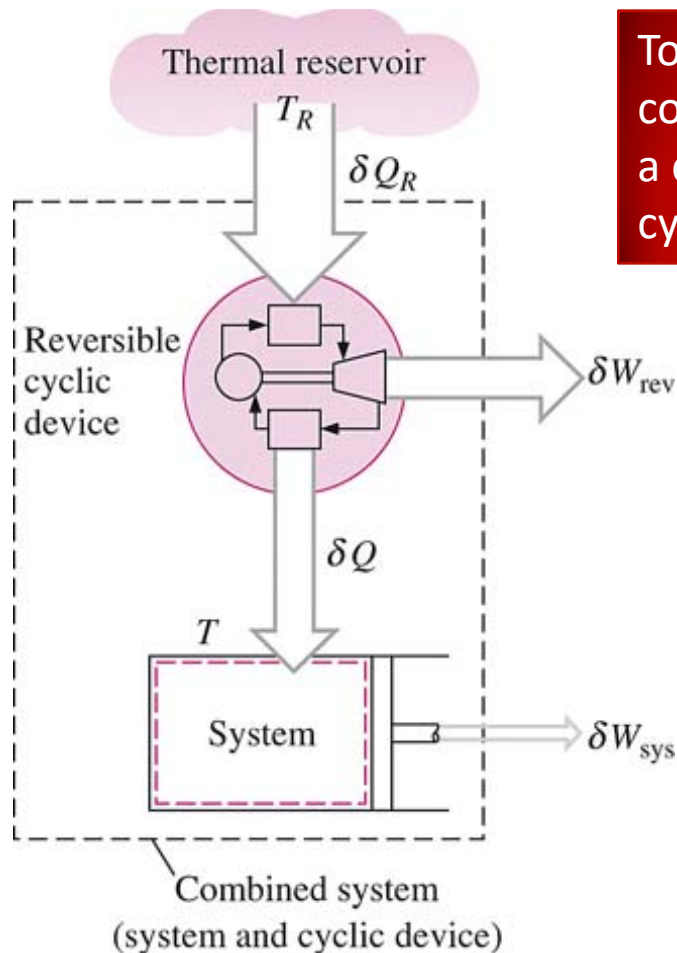 Thermal reservoir
T_R
δQ_R
To
co
a c
cy
Reversible
cyclic
device
δW_rev
δQ
T
System
δW_sys
Combined system
(system and cyclic device)